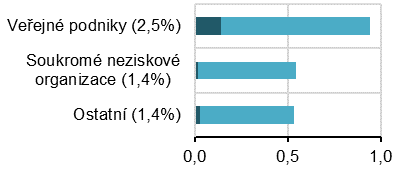 Veřejné podniky (2,5%)
Soukromé neziskové
organizace (1,4%)
Ostatní (1,4%)
0,0 0,5 1,0